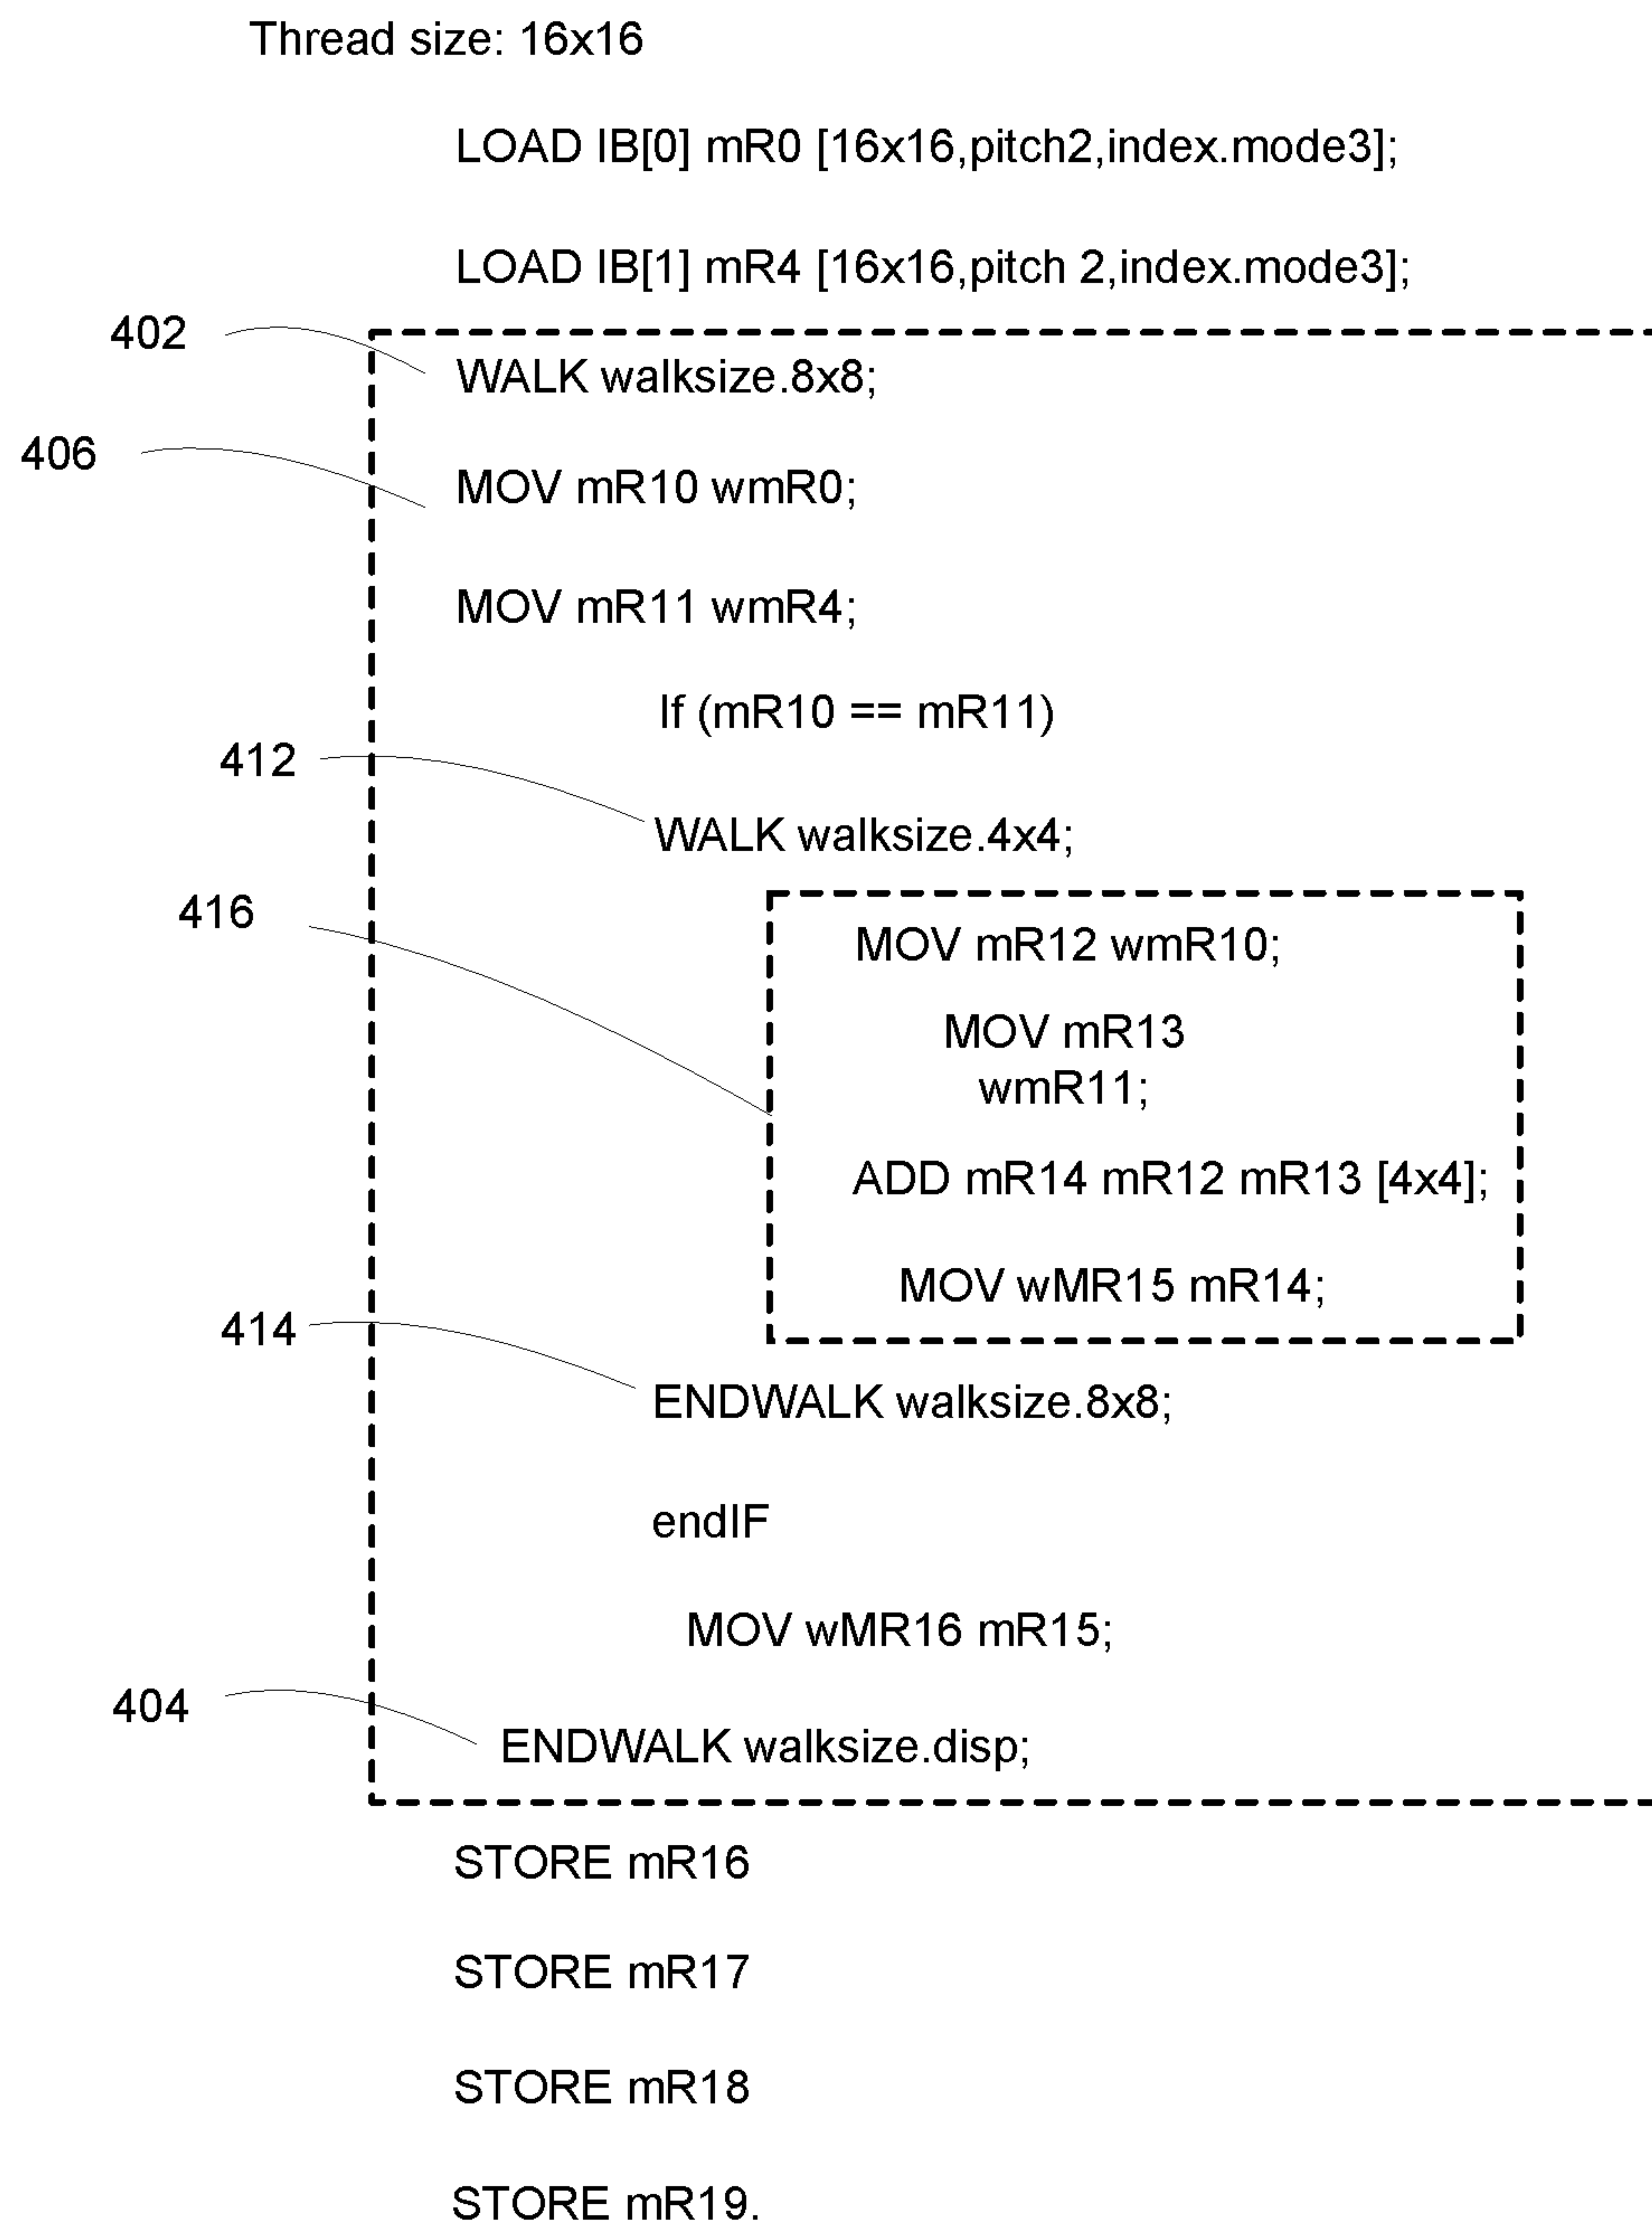 Thread size: 16x16
LOAD IB[0] mR0 [16x16,pitch2,index.mode3];
LOAD IB[1] mR4 [16x16,pitch 2,index.mode3];
402
WALK walksize.8x8;
406
MOV mR10 wmR0;
MOV mR11 wmR4;
If (mR10 == mR11)
412
WALK walksize.4x4;
416
MOV mR12 wmR10;
MOV mR13
wmR11;
ADD mR14 mR12 mR13 [4x4];
MOV wMR15 mR14;
414
ENDWALK walksize.8x8;
endIF
MOV wMR16 mR15;
404
ENDWALK walksize.disp;
STORE mR16
STORE mR17
STORE mR18
STORE mR19.